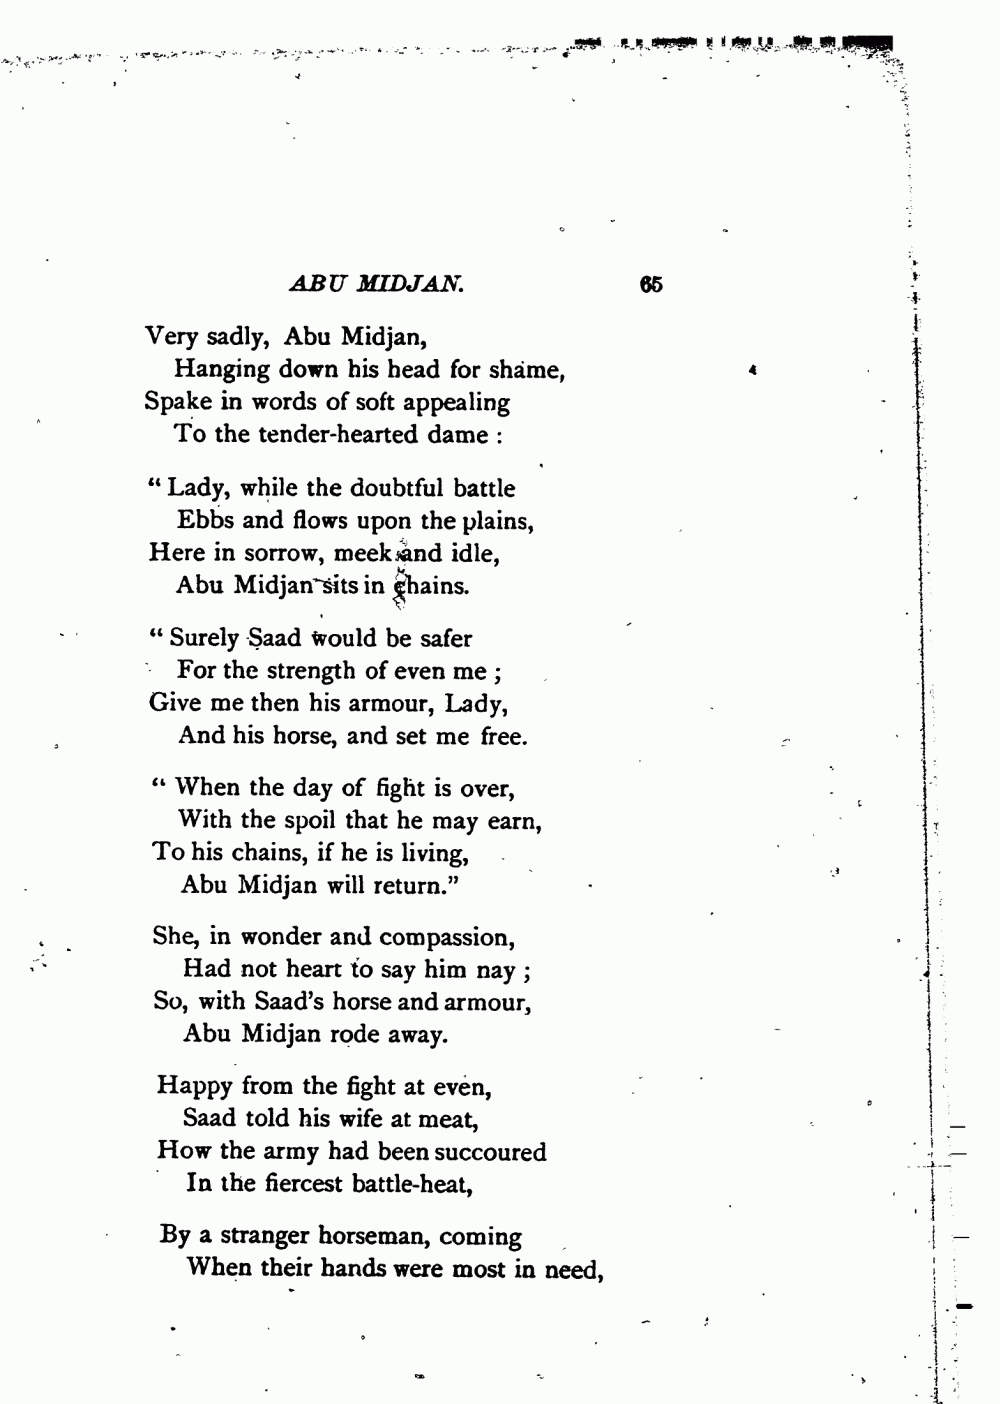 ABU MIDJAN. 65
Very sadly, Abu Midjan,
Hanging down his head for shame,
Spake in words of soft appealing
To the tender-hearted dame :
“ Lady, while the doubtful battle
Ebbs and flows upon the plains,
Here in sorrow, meek and idle,
Abu Midjan sits in chains.
“ Surely Saad would be safer
For the strength of even me ;
Give me then his armour, Lady,
And his horse, and set me free.
“ When the day of fight is over,
With the spoil that he may earn,
To his chains, if he is living,
Abu Midjan will return.”
She, in wonder and compassion,
Had not heart to say him nay ;
So, with Saad’s horse and armour,
Abu Midjan rode away.
Happy from the fight at even,
Saad told his wife at meat,
How the army had been succoured
In the fiercest battle-heat,
By a stranger horseman, coming
When their hands were most in need,